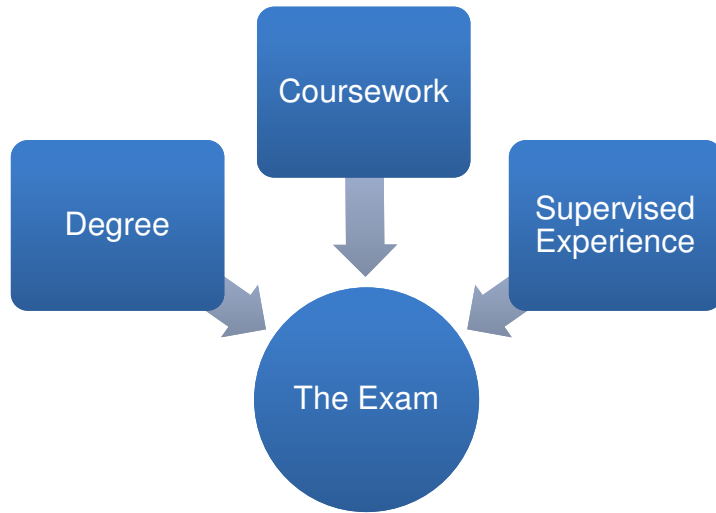 Coursework
Degree
Supervised
Experience
The Exam